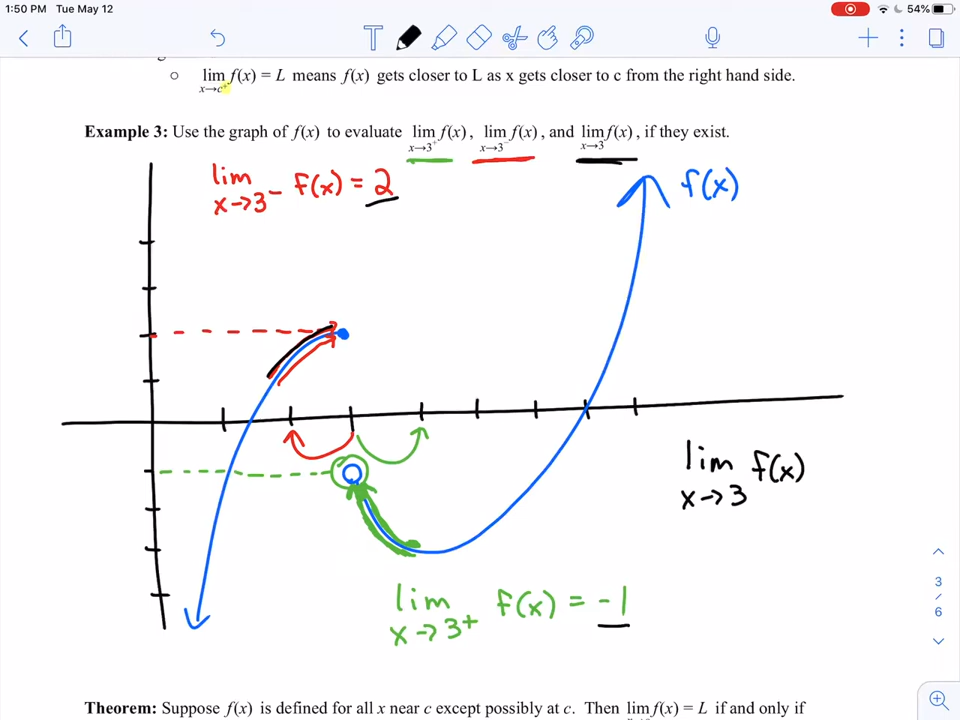 1:50 PM Tue May 12
54%
T
○ lim f(x) = L means f(x) gets closer to L as x gets closer to c from the right hand side.
x→c⁺
Example 3: Use the graph of f(x) to evaluate lim f(x), lim f(x), and lim f(x), if they exist.
x→3⁺ x→3⁻ x→3
lim f(x) = 2
x→3⁻
f(x)
lim f(x)
x→3
3
/
6
lim f(x) = -1
x→3⁺
Theorem: Suppose f(x) is defined for all x near c except possibly at c. Then lim f(x) = L if and only if